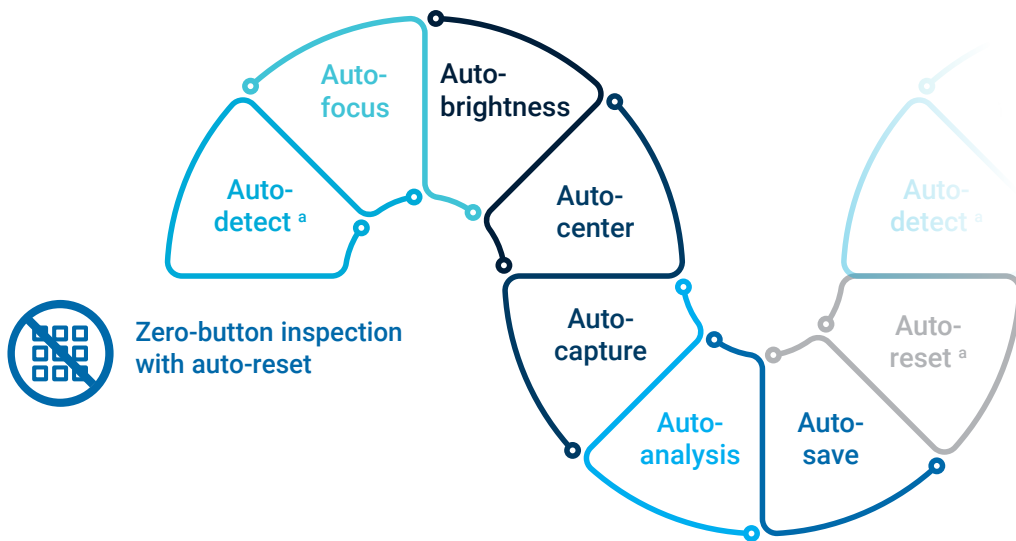 Auto-
detect ᵃ
Auto-
focus
Auto-
brightness
Auto-
center
Auto-
capture
Auto-
analysis
Auto-
save
Auto-
reset ᵃ
Auto-
detect ᵃ
Zero-button inspection
with auto-reset